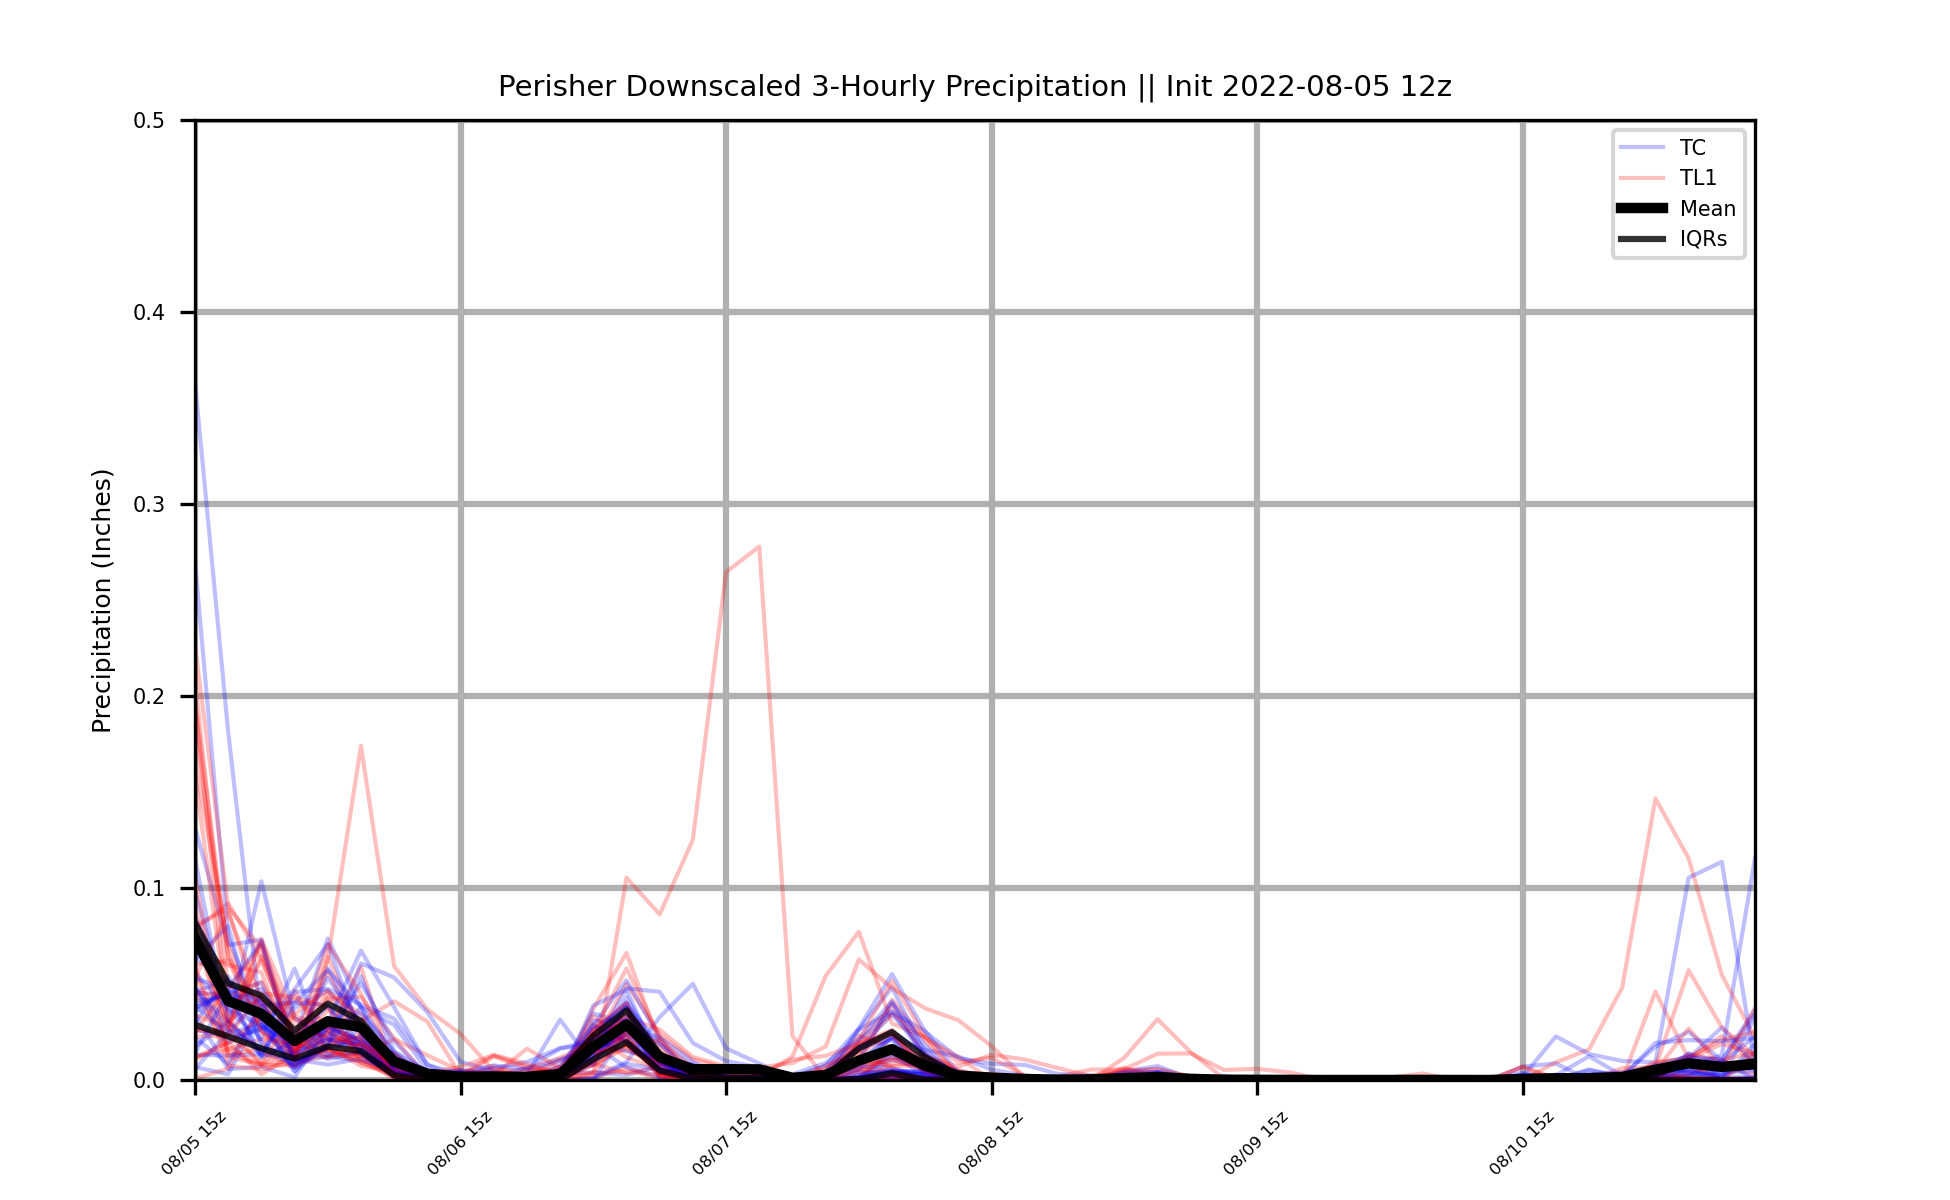 Perisher Downscaled 3-Hourly Precipitation || Init 2022-08-05 12z
TC
TL1
Mean
IQRs
Precipitation (Inches)
0.5
0.4
0.3
0.2
0.1
0.0
08/05 15z
08/06 15z
08/07 15z
08/08 15z
08/09 15z
08/10 15z